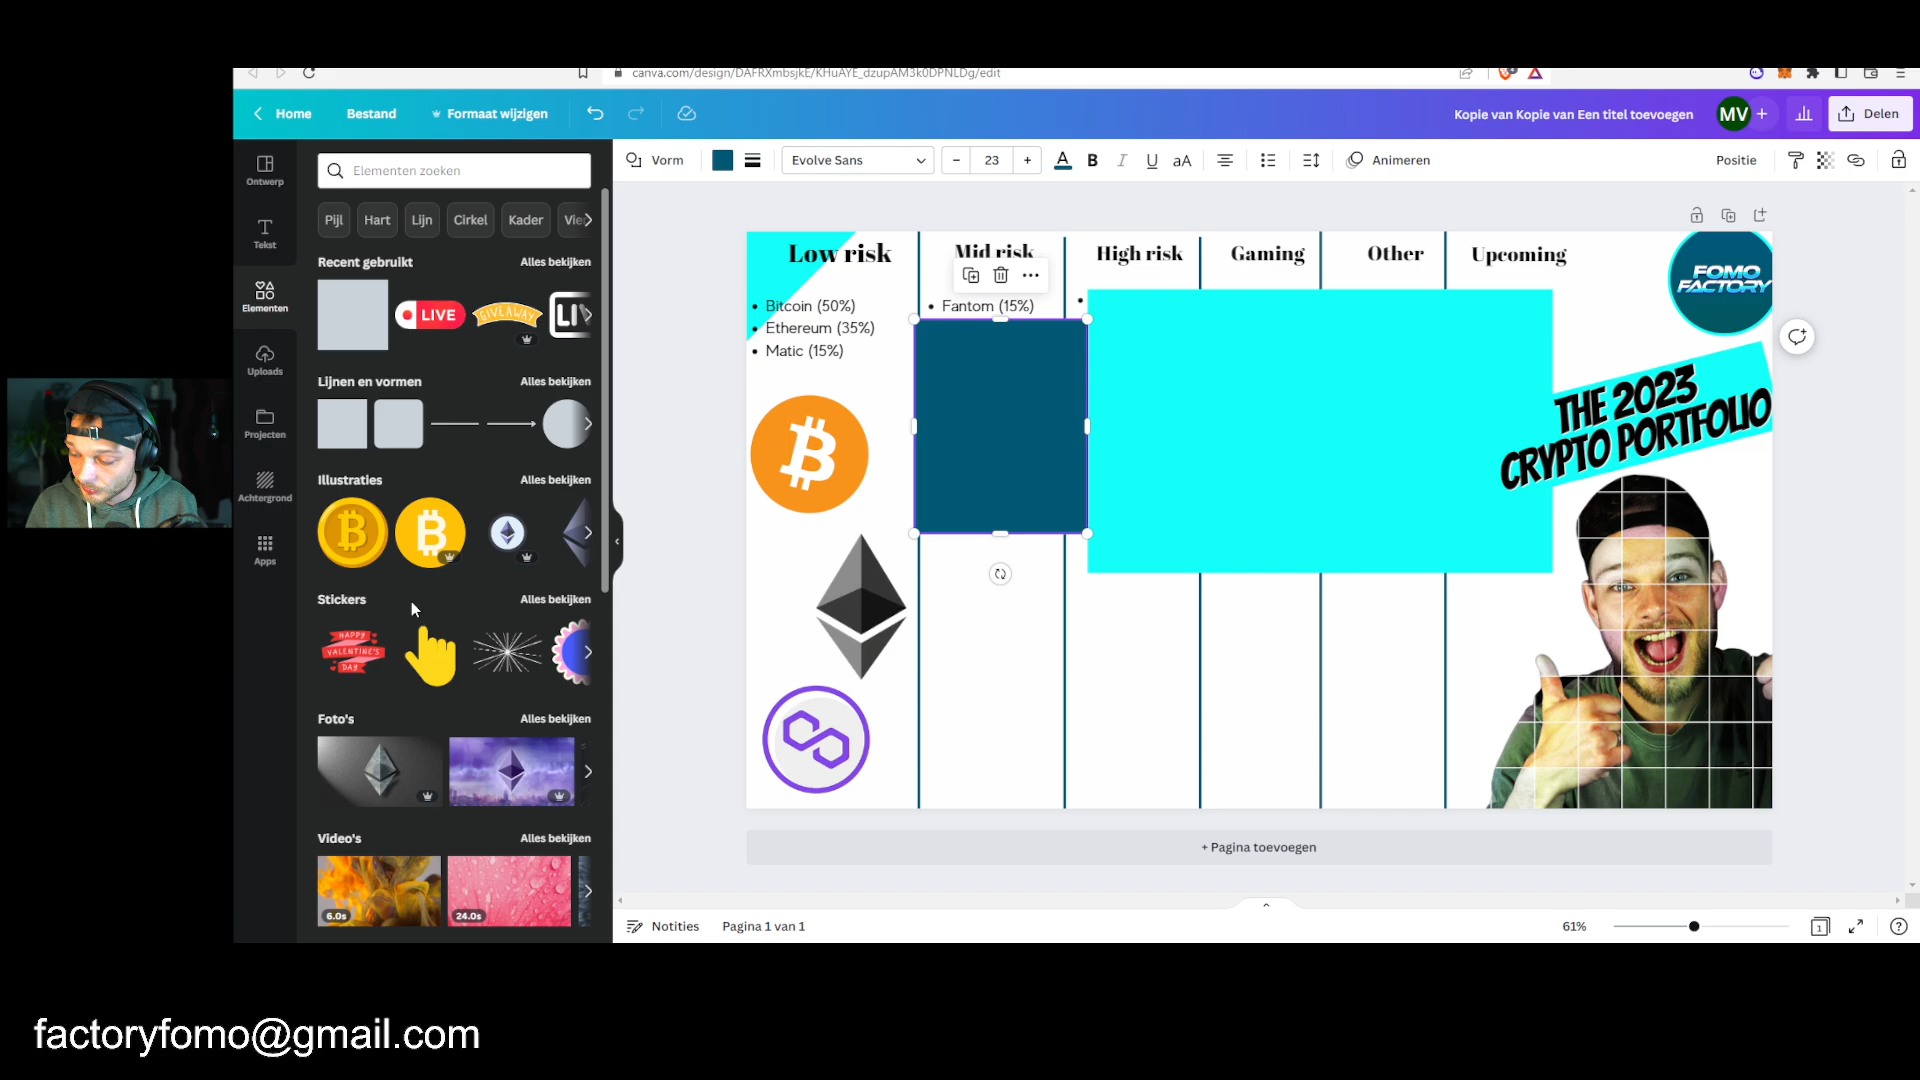 canva.com/design/DAFRXmbsjkE/KHuAYE_dzupAM3k0DPNLDg/edit
Home
Bestand
Formaat wijzigen
Kopie van Kopie van Een titel toevoegen
MV
Delen
Ontwerp
Tekst
Elementen
Uploads
Projecten
Achtergrond
Apps
Elementen zoeken
Pijl
Hart
Lijn
Cirkel
Kader
Recent gebruikt
Alles bekijken
LIVE
GIVEAWAY
Lijnen en vormen
Alles bekijken
Illustraties
Alles bekijken
Stickers
Alles bekijken
HAPPY
VALENTINE'S
DAY
Foto's
Alles bekijken
Video's
Alles bekijken
6.0s
24.0s
Vorm
Evolve Sans
23
A
B
I
U
aA
Animeren
Positie
Low risk
Mid risk
High risk
Gaming
Other
Upcoming
• Bitcoin (50%)
• Ethereum (35%)
• Matic (15%)
• Fantom (15%)
FOMO
FACTORY
THE 2023
CRYPTO PORTFOLIO
+ Pagina toevoegen
Notities
Pagina 1 van 1
61%
1
factoryfomo@gmail.com